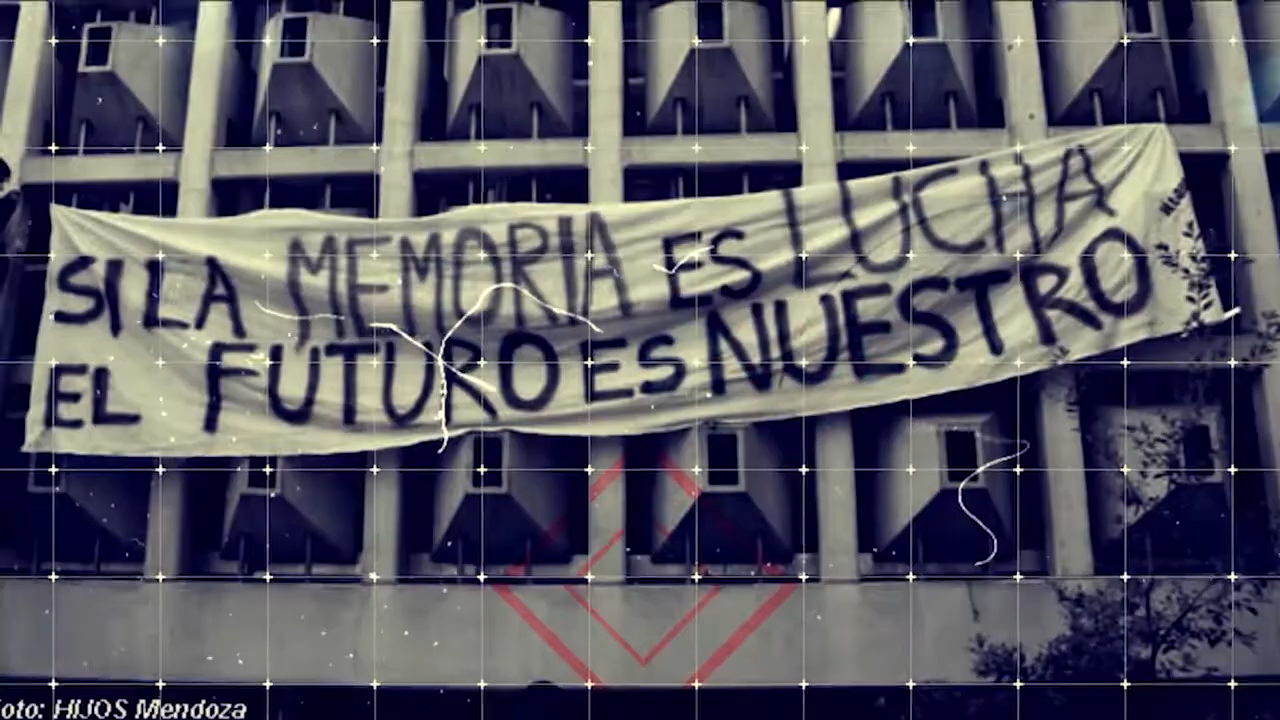 SI LA MEMORIA ES LUCHA
EL FUTURO ES NUESTRO
oto: HIJOS Mendoza